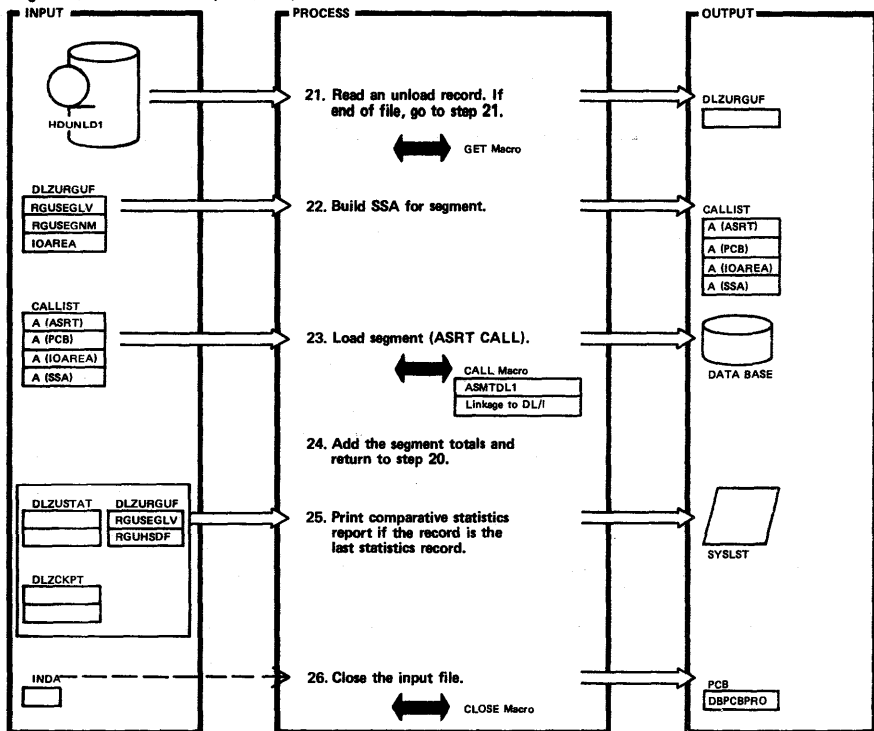 INPUT
PROCESS
OUTPUT
HDUNLD1
21. Read an unload record. If
end of file, go to step 21.
GET Macro
DLZURGUF
DLZURGUF
RGUSEGLV
RGUSEGNM
IOAREA
22. Build SSA for segment.
CALLIST
A (ASRT)
A (PCB)
A (IOAREA)
A (SSA)
CALLIST
A (ASRT)
A (PCB)
A (IOAREA)
A (SSA)
23. Load segment (ASRT CALL).
CALL Macro
ASMTDL1
Linkage to DL/I
DATA BASE
24. Add the segment totals and
return to step 20.
DLZUSTAT
DLZURGUF
RGUSEGLV
RGUHSDF
DLZCKPT
25. Print comparative statistics
report if the record is the
last statistics record.
SYSLST
INDA
26. Close the input file.
CLOSE Macro
PCB
DBPCBPRO